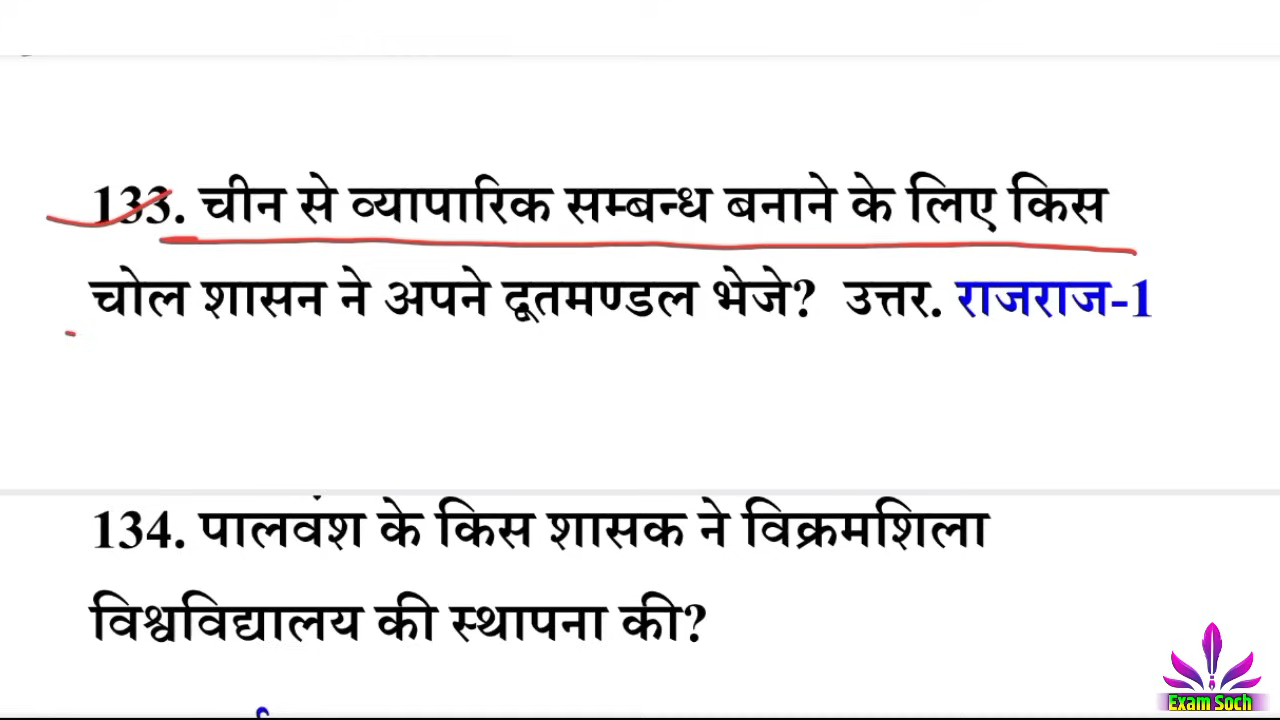 133. चीन से व्यापारिक सम्बन्ध बनाने के लिए किस
चोल शासन ने अपने दूतमण्डल भेजे? उत्तर. राजराज-1
134. पालवंश के किस शासक ने विक्रमशिला
विश्वविद्यालय की स्थापना की?
Exam Soch